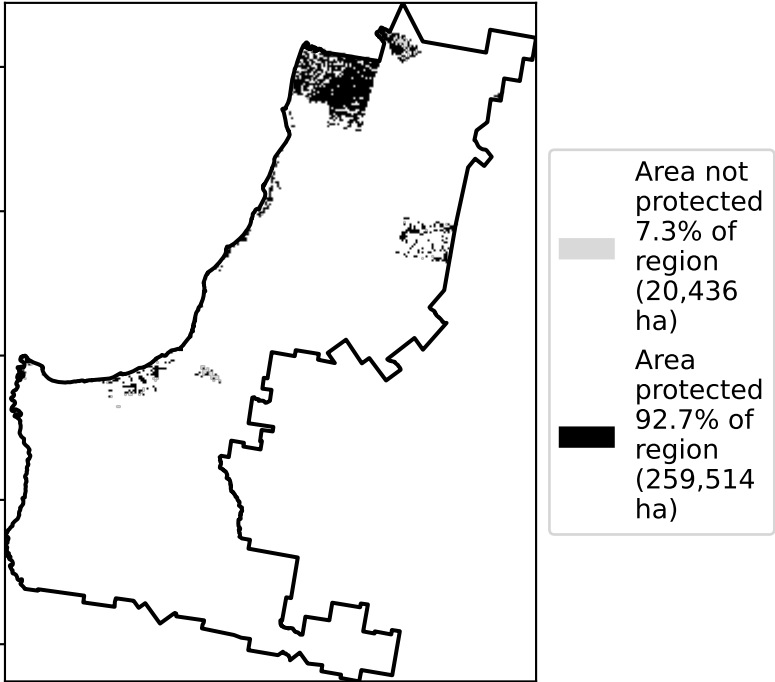 Area not
protected
7.3% of
region
(20,436
ha)
Area
protected
92.7% of
region
(259,514
ha)